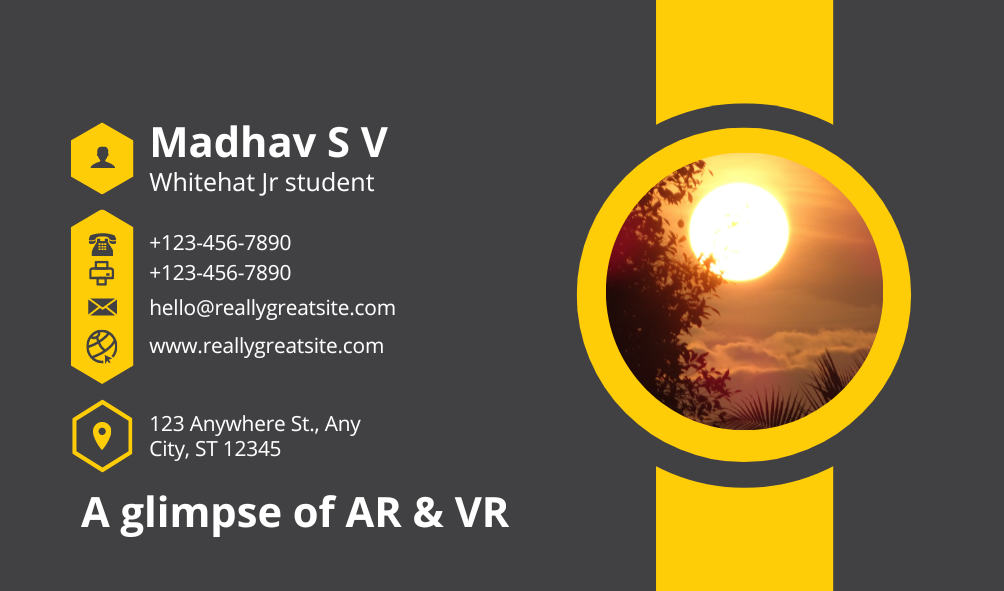 Madhav S V
Whitehat Jr student
+123-456-7890
+123-456-7890
hello@reallygreatsite.com
www.reallygreatsite.com
123 Anywhere St., Any
City, ST 12345
A glimpse of AR & VR